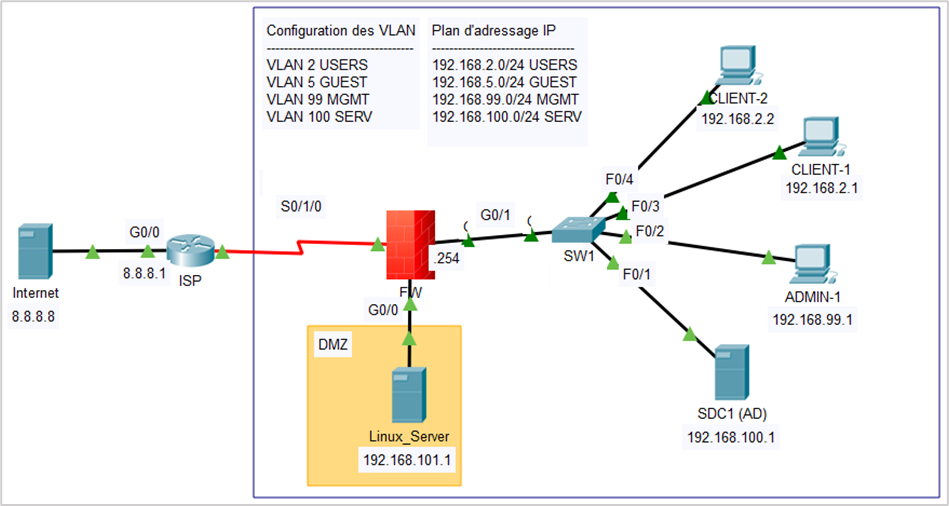 Configuration des VLAN
-----------------------------------
VLAN 2 USERS
VLAN 5 GUEST
VLAN 99 MGMT
VLAN 100 SERV
Plan d'adressage IP
----------------------------------
192.168.2.0/24 USERS
192.168.5.0/24 GUEST
192.168.99.0/24 MGMT
192.168.100.0/24 SERV
CLIENT-2
192.168.2.2
CLIENT-1
192.168.2.1
F0/4
F0/3
F0/2
F0/1
S0/1/0
G0/1
.254
SW1
G0/0
8.8.8.1
ISP
Internet
8.8.8.8
FW
G0/0
ADMIN-1
192.168.99.1
DMZ
Linux_Server
192.168.101.1
SDC1 (AD)
192.168.100.1